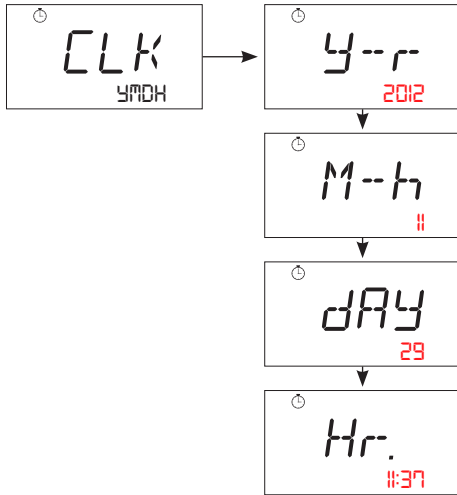 CLK
YMDH
Y--r
2012
M--h
11
dAY
29
Hr.
11:37